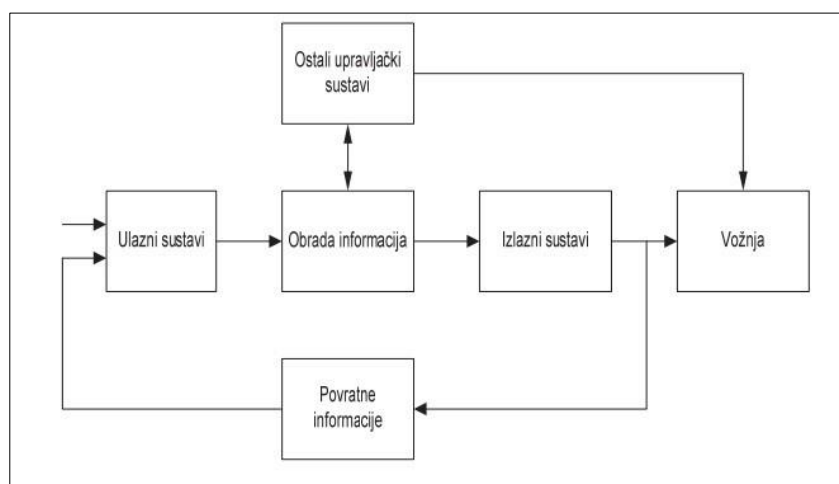 Ostali upravljački
sustavi
Ulazni sustavi
Obrada informacija
Izlazni sustavi
Vožnja
Povratne
informacije